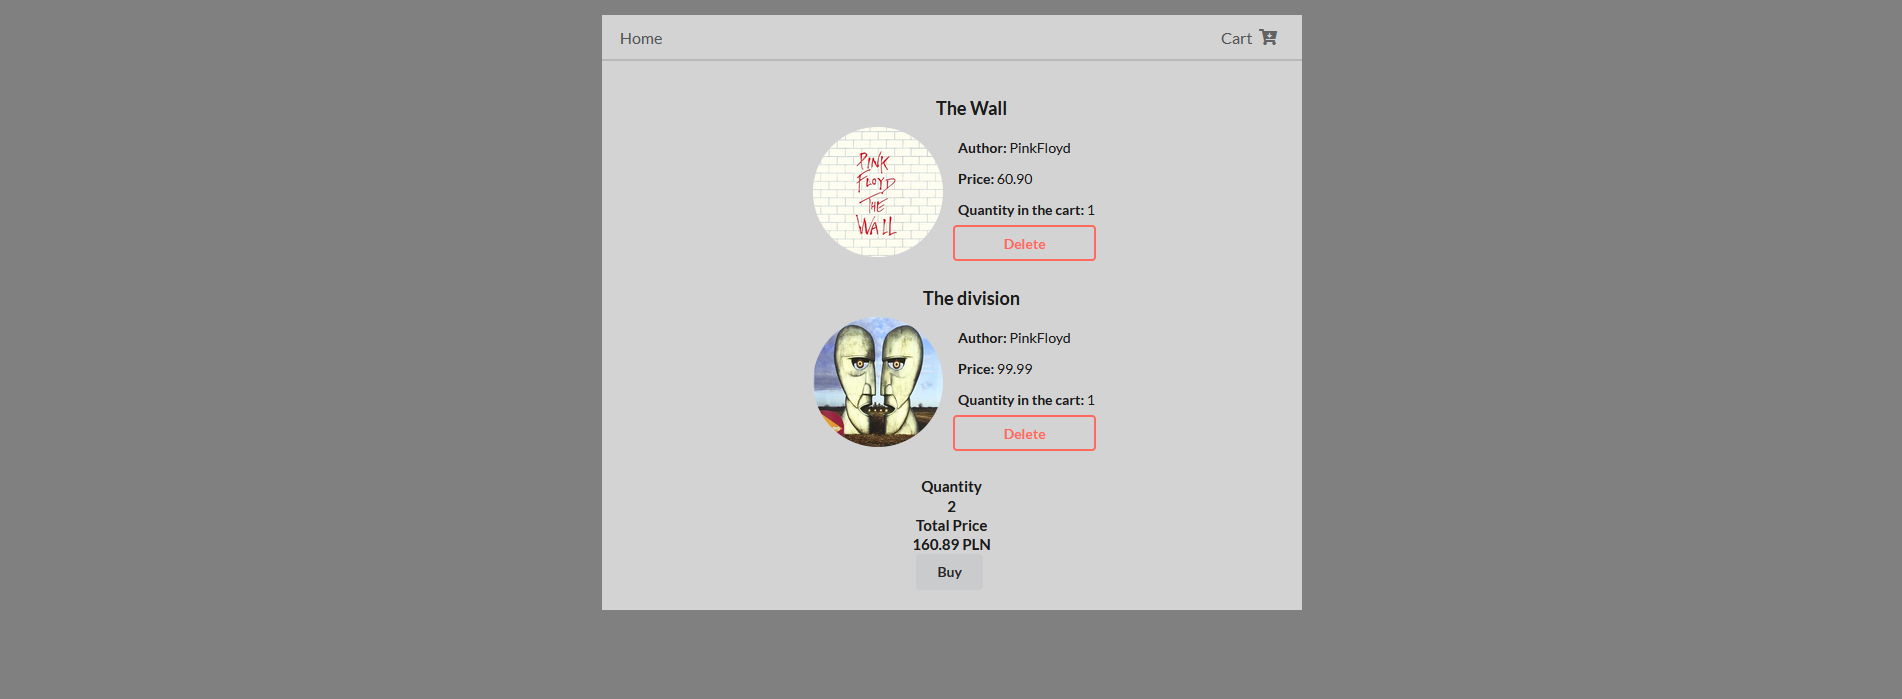 Home
Cart
The Wall
PINK
FLOYD
THE
WALL
Author: PinkFloyd
Price: 60.90
Quantity in the cart: 1
Delete
The division
Author: PinkFloyd
Price: 99.99
Quantity in the cart: 1
Delete
Quantity
2
Total Price
160.89 PLN
Buy